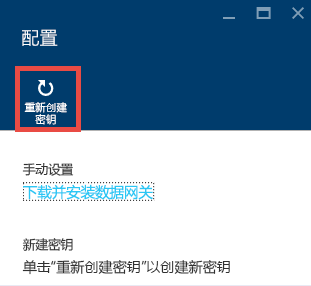 配置
重新创建
密钥
手动设置
下载并安装数据网关
新建密钥
单击"重新创建密钥"以创建新密钥